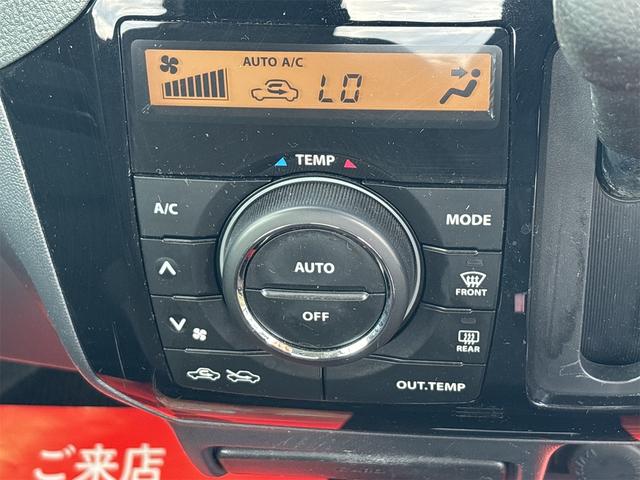 AUTO A/C
LO
TEMP
A/C
MODE
AUTO
FRONT
OFF
REAR
OUT.TEMP
ご来店